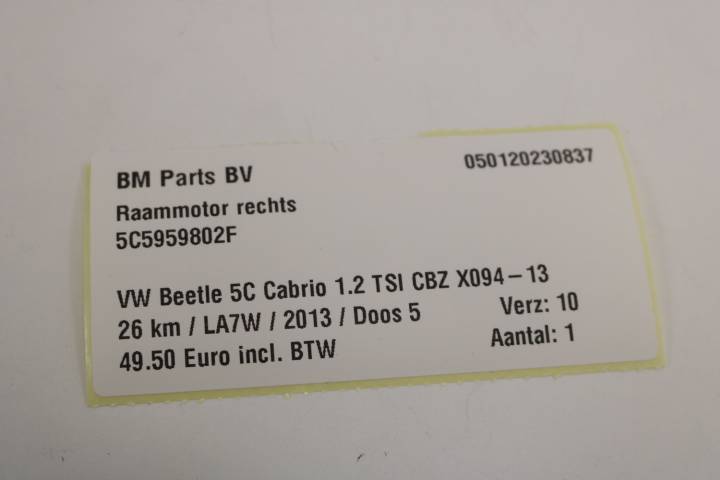 BM Parts BV
050120230837
Raammotor rechts
5C5959802F
VW Beetle 5C Cabrio 1.2 TSI CBZ X094-13
26 km / LA7W / 2013 / Doos 5
Verz: 10
49.50 Euro incl. BTW
Aantal: 1